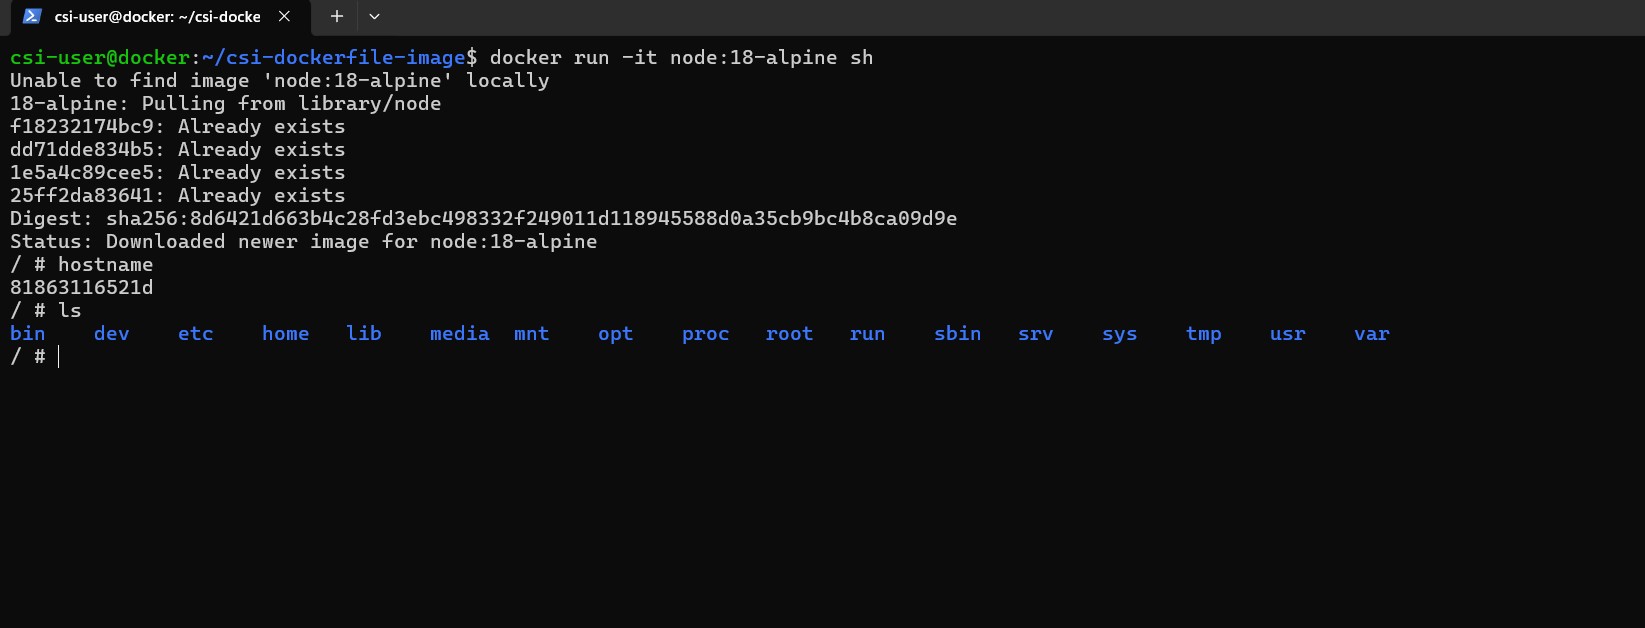 csi-user@docker: ~/csi-docke
csi-user@docker:~/csi-dockerfile-image$ docker run -it node:18-alpine sh
Unable to find image 'node:18-alpine' locally
18-alpine: Pulling from library/node
f18232174bc9: Already exists
dd71dde834b5: Already exists
1e5a4c89cee5: Already exists
25ff2da83641: Already exists
Digest: sha256:8d6421d663b4c28fd3ebc498332f249011d118945588d0a35cb9bc4b8ca09d9e
Status: Downloaded newer image for node:18-alpine
/ # hostname
81863116521d
/ # ls
bin    dev    etc    home   lib    media  mnt    opt    proc   root   run    sbin   srv    sys    tmp    usr    var
/ #